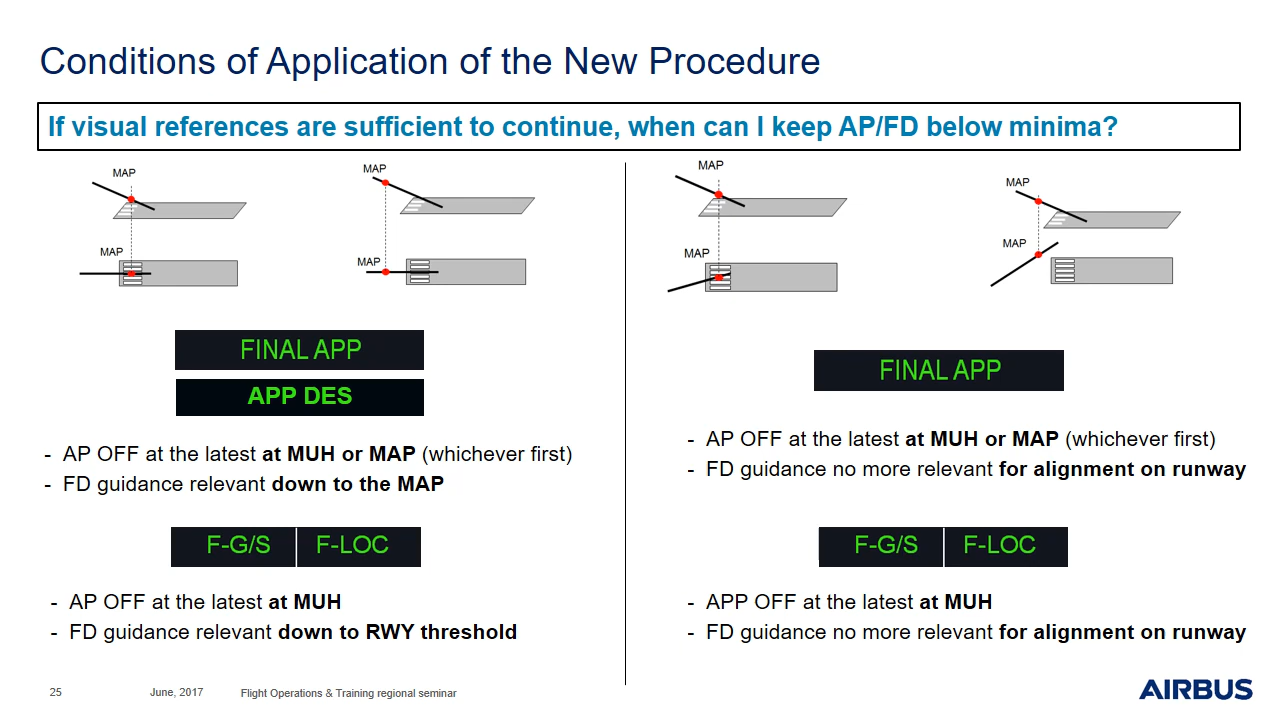 Conditions of Application of the New Procedure
If visual references are sufficient to continue, when can I keep AP/FD below minima?
MAP
MAP
MAP
MAP
FINAL APP
APP DES
- AP OFF at the latest at MUH or MAP (whichever first)
- FD guidance relevant down to the MAP
F-G/S F-LOC
- AP OFF at the latest at MUH
- FD guidance relevant down to RWY threshold
MAP
MAP
MAP
MAP
FINAL APP
- AP OFF at the latest at MUH or MAP (whichever first)
- FD guidance no more relevant for alignment on runway
F-G/S F-LOC
- APP OFF at the latest at MUH
- FD guidance no more relevant for alignment on runway
25 June, 2017 Flight Operations & Training regional seminar
AIRBUS